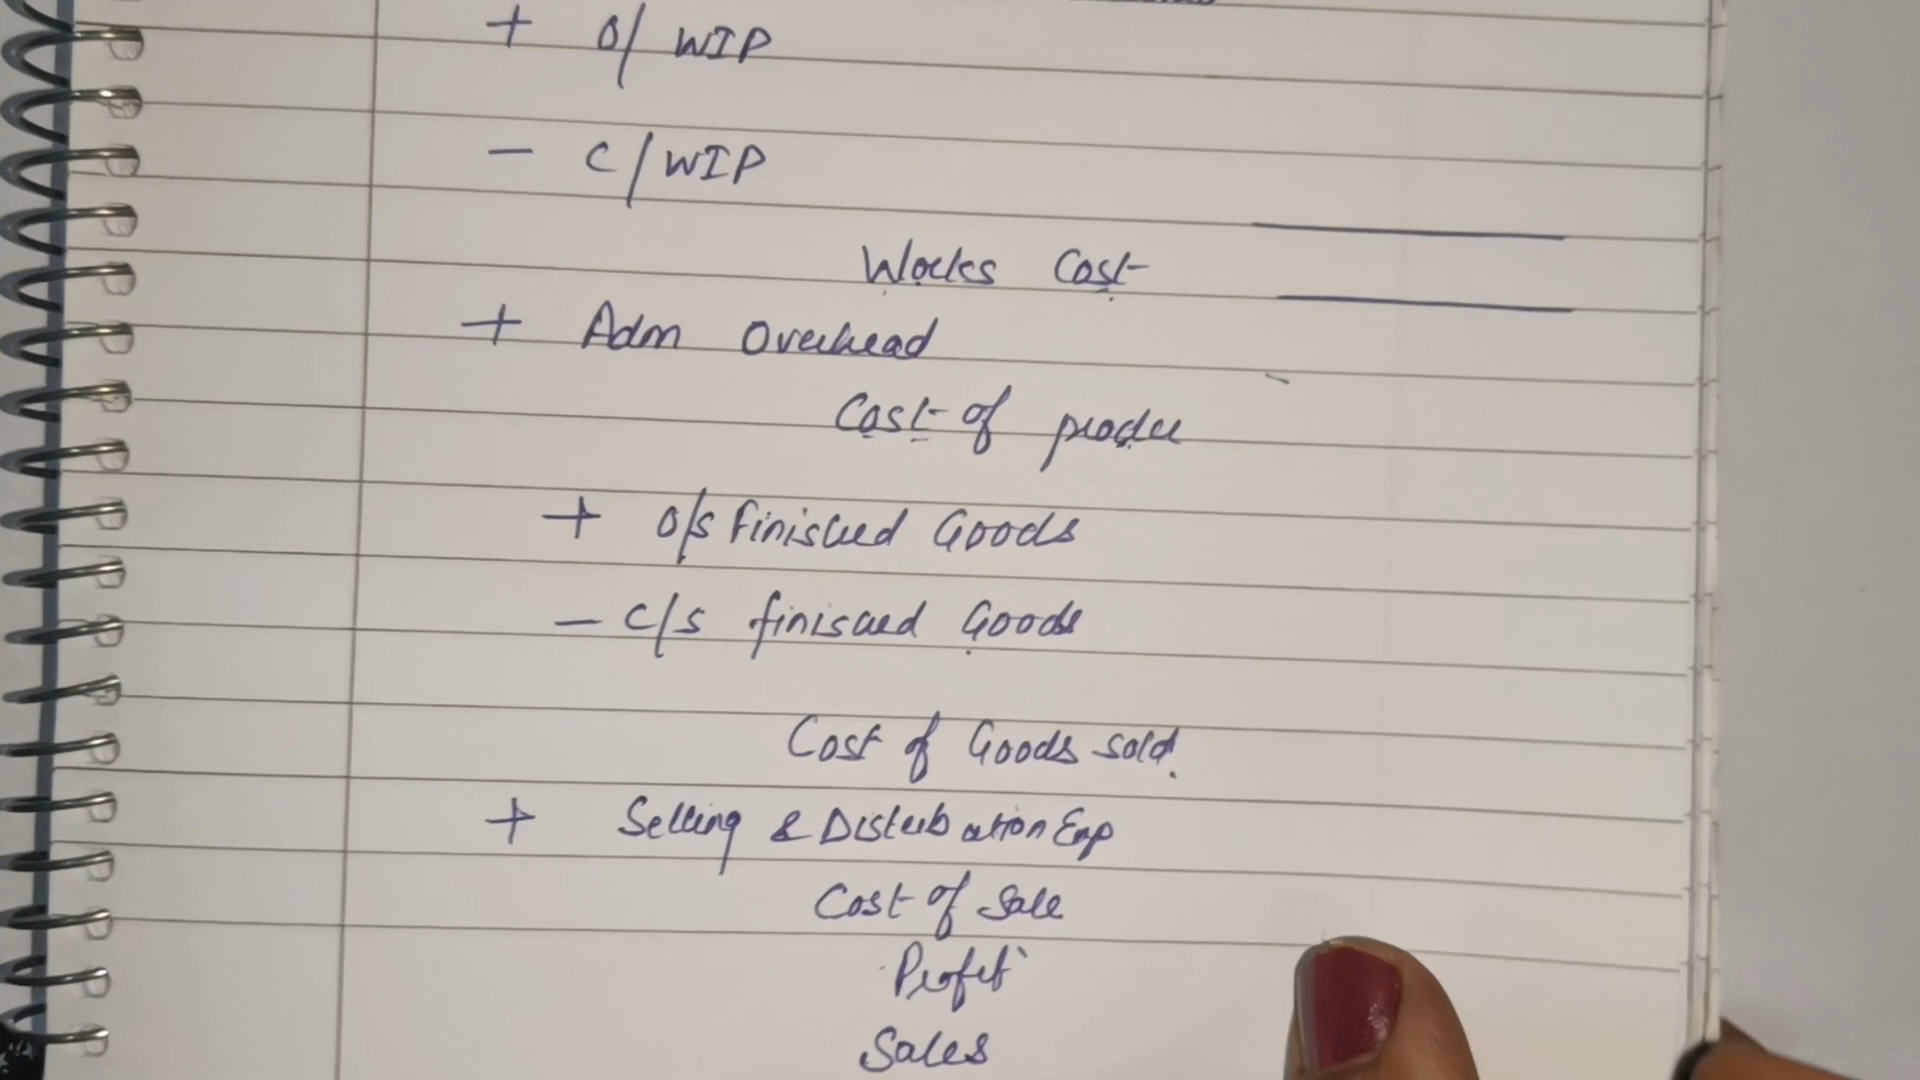 + O/ WIP
- C/WIP
Works Cost
+ Adm Overhead
Cost of produ
+ O/s Finished Goods
- C/s finished Goods
Cost of Goods sold.
+ Selling & Distribution Exp
Cost of Sale
Profit
Sales